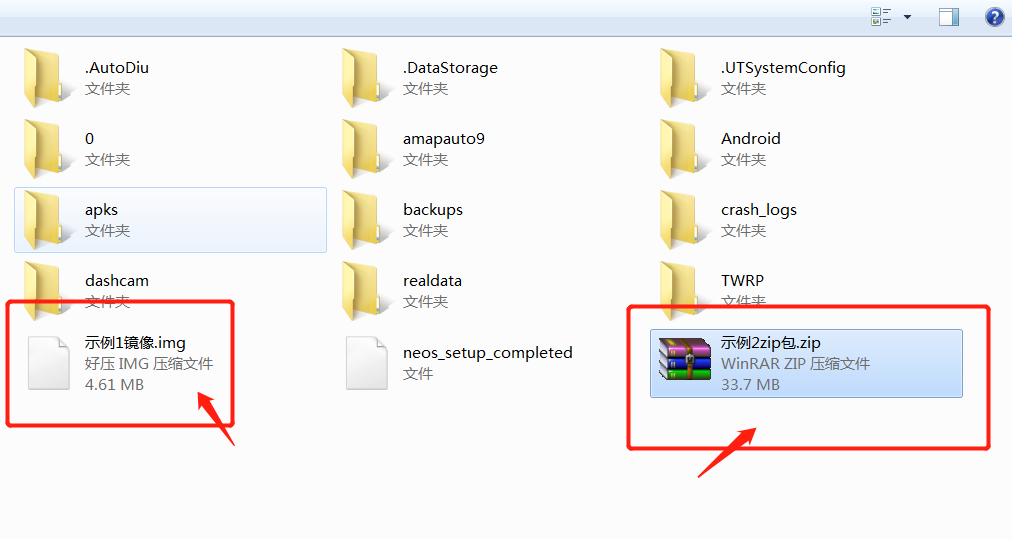 .AutoDiu
文件夹
.DataStorage
文件夹
.UTSystemConfig
文件夹
0
文件夹
amapauto9
文件夹
Android
文件夹
apks
文件夹
backups
文件夹
crash_logs
文件夹
dashcam
文件夹
realdata
文件夹
TWRP
文件夹
示例1镜像.img
好压 IMG 压缩文件
4.61 MB
neos_setup_completed
文件
示例2zip包.zip
WinRAR ZIP 压缩文件
33.7 MB